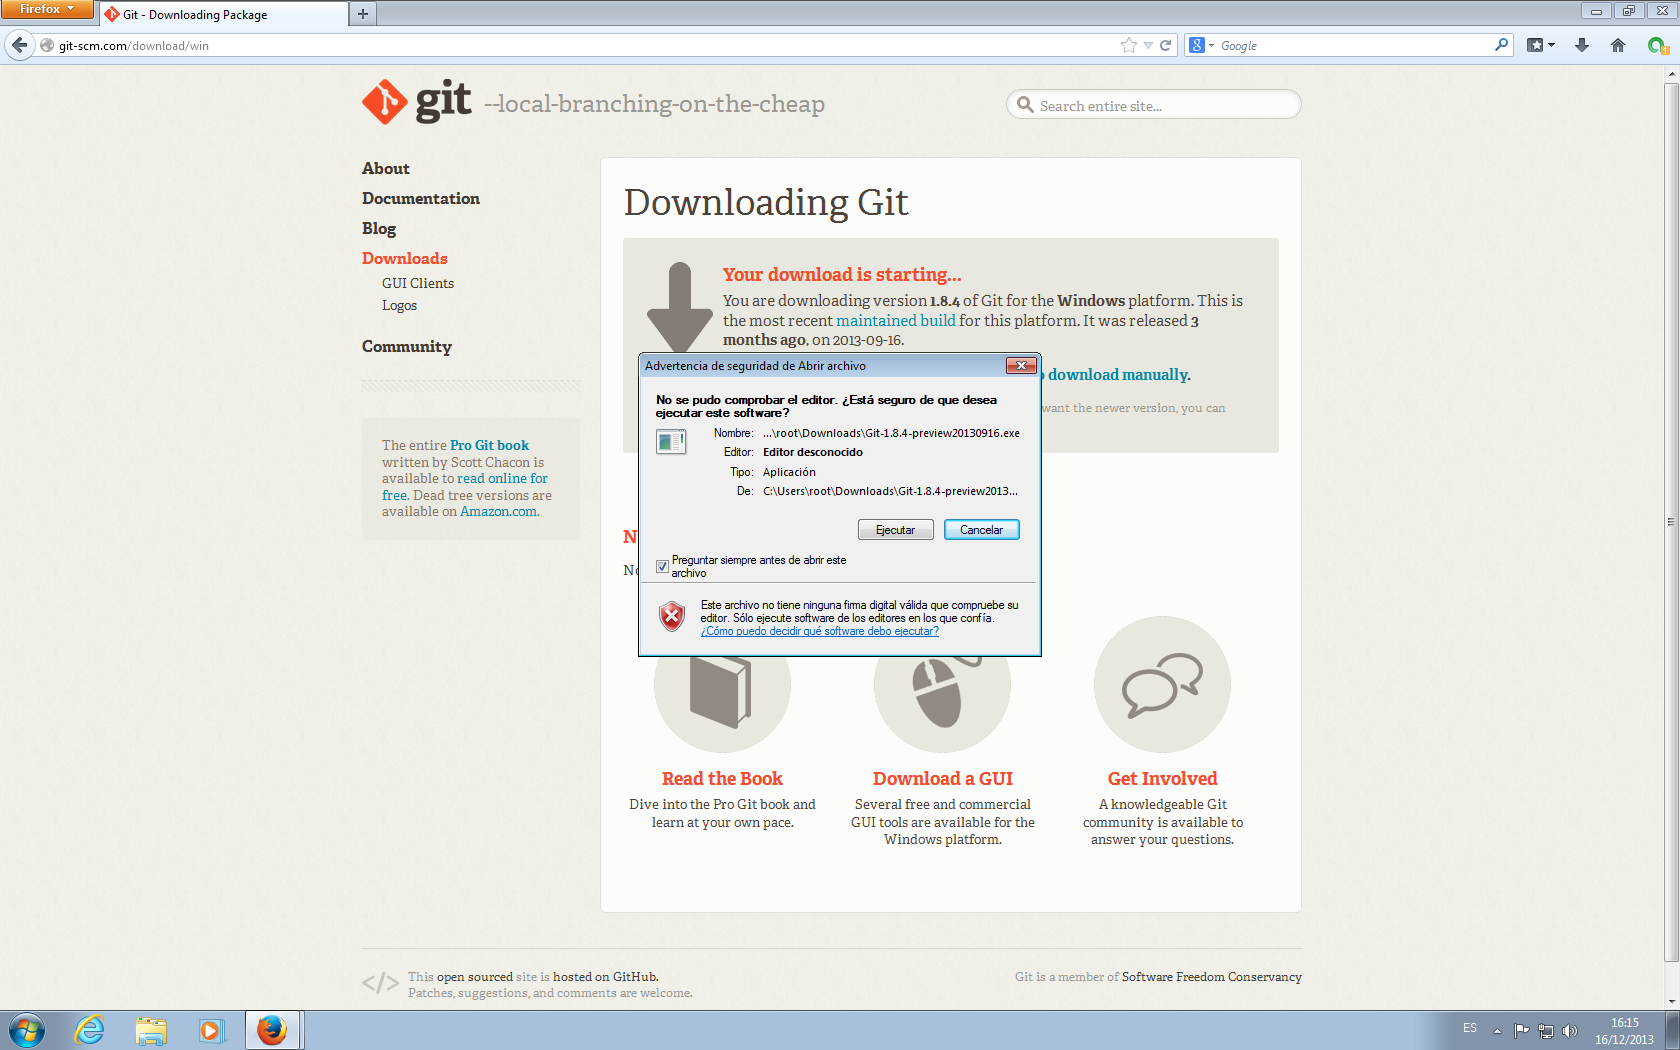 Firefox
Git - Downloading Package
git-scm.com/download/win
Google
git --local-branching-on-the-cheap
Search entire site...
About
Documentation
Blog
Downloads
GUI Clients
Logos
Community
The entire Pro Git book
written by Scott Chacon is
available to read online for
free. Dead tree versions are
available on Amazon.com.
Downloading Git
Your download is starting...
You are downloading version 1.8.4 of Git for the Windows platform. This is
the most recent maintained build for this platform. It was released 3
months ago, on 2013-09-16.
download manually.
want the newer version, you can
Advertencia de seguridad de Abrir archivo
No se pudo comprobar el editor. ¿Está seguro de que desea
ejecutar este software?
Nombre: ...\root\Downloads\Git-1.8.4-preview20130916.exe
Editor: Editor desconocido
Tipo: Aplicación
De: C:\Users\root\Downloads\Git-1.8.4-preview2013...
Ejecutar Cancelar
Preguntar siempre antes de abrir este
archivo
Este archivo no tiene ninguna firma digital válida que compruebe su
editor. Sólo ejecute software de los editores en los que confía.
¿Cómo puedo decidir qué software debo ejecutar?
Read the Book
Dive into the Pro Git book and
learn at your own pace.
Download a GUI
Several free and commercial
GUI tools are available for the
Windows platform.
Get Involved
A knowledgeable Git
community is available to
answer your questions.
This open sourced site is hosted on GitHub.
Patches, suggestions, and comments are welcome.
Git is a member of Software Freedom Conservancy
ES
16:15
16/12/2013